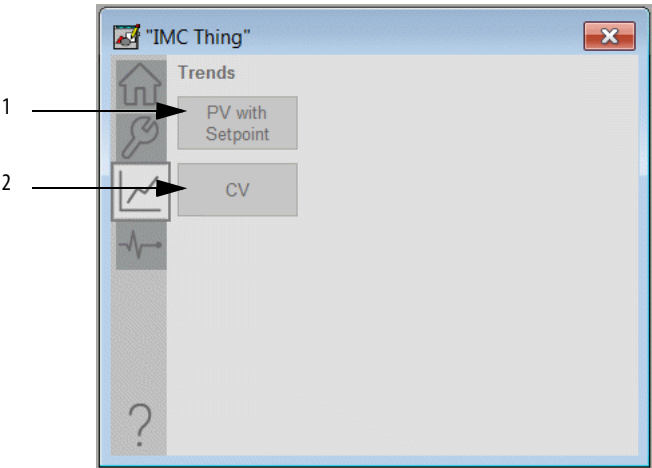 "IMC Thing"
Trends
1
PV with
Setpoint
2
CV
?